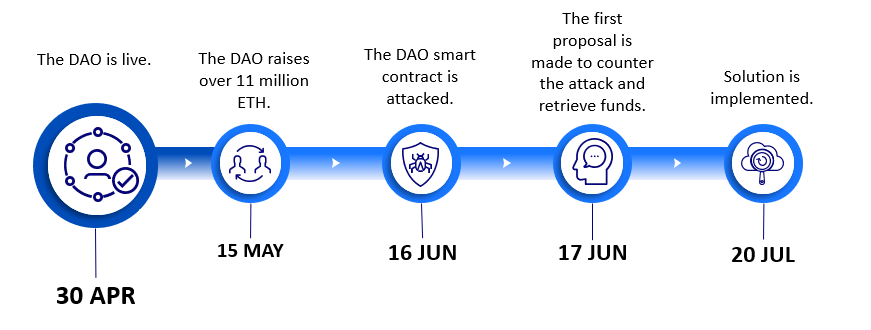 The DAO is live.
30 APR
The DAO raises
over 11 million
ETH.
15 MAY
The DAO smart
contract is
attacked.
16 JUN
The first
proposal is
made to counter
the attack and
retrieve funds.
17 JUN
Solution is
implemented.
20 JUL